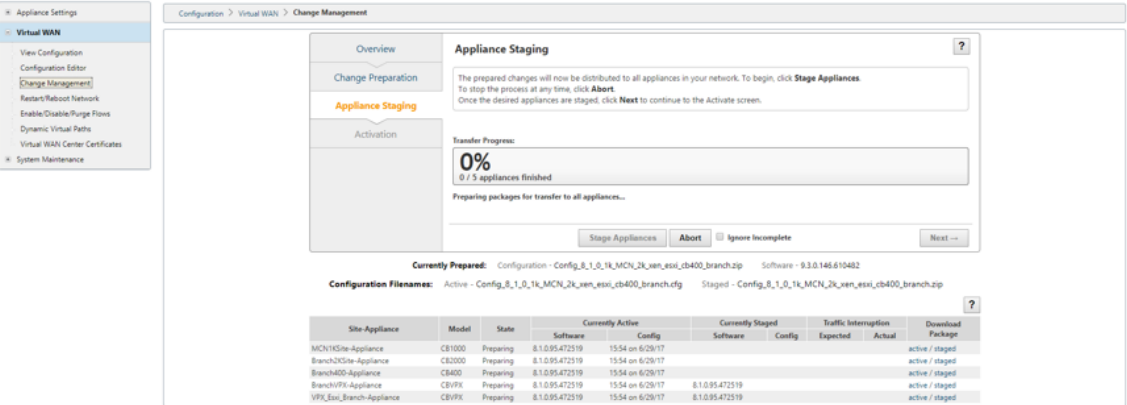 Appliance Settings
Virtual WAN
View Configuration
Configuration Editor
Change Management
Restart/Reboot Network
Enable/Disable/Purge Flows
Dynamic Virtual Paths
Virtual WAN Center Certificates
System Maintenance
Configuration > Virtual WAN > Change Management
Overview
Change Preparation
Appliance Staging
Activation
Appliance Staging
?
The prepared changes will now be distributed to all appliances in your network. To begin, click Stage Appliances.
To stop the process at any time, click Abort.
Once the desired appliances are staged, click Next to continue to the Activate screen.
Transfer Progress:
0%
0 / 5 appliances finished
Preparing packages for transfer to all appliances...
Stage Appliances Abort Ignore Incomplete Next →
Currently Prepared: Configuration - Config_8_1_0_1k_MCN_2k_xen_esxi_cb400_branch.zip Software - 9.3.0.146.610482
Configuration Filenames: Active - Config_8_1_0_1k_MCN_2k_xen_esxi_cb400_branch.cfg Staged - Config_8_1_0_1k_MCN_2k_xen_esxi_cb400_branch.zip
?
Site-Appliance Model State Currently Active Currently Staged Traffic Interruption Download Package
Software Config Software Config Expected Actual
MCN1KSite-Appliance CB1000 Preparing 8.1.0.95.472519 15:54 on 6/29/17 active / staged
Branch2KSite-Appliance CB2000 Preparing 8.1.0.95.472519 15:54 on 6/29/17 active / staged
Branch400-Appliance CB400 Preparing 8.1.0.95.472519 15:54 on 6/29/17 active / staged
BranchVPX-Appliance CBVPX Preparing 8.1.0.95.472519 15:54 on 6/29/17 8.1.0.95.472519 active / staged
VPX_Esxi_Branch-Appliance CBVPX Preparing 8.1.0.95.472519 15:54 on 6/29/17 8.1.0.95.472519 active / staged